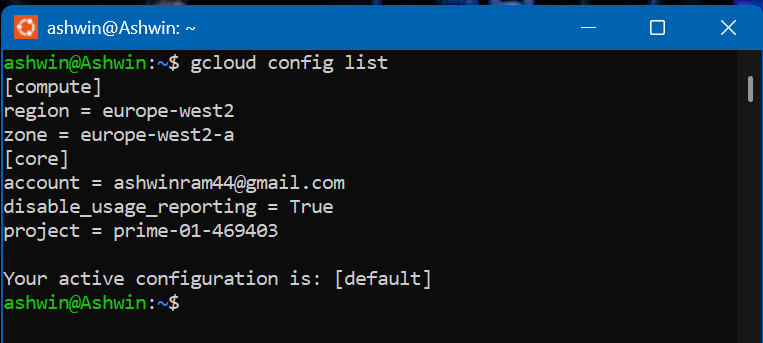 ashwin@Ashwin: ~
ashwin@Ashwin:~$ gcloud config list
[compute]
region = europe-west2
zone = europe-west2-a
[core]
account = ashwinram44@gmail.com
disable_usage_reporting = True
project = prime-01-469403
Your active configuration is: [default]
ashwin@Ashwin:~$